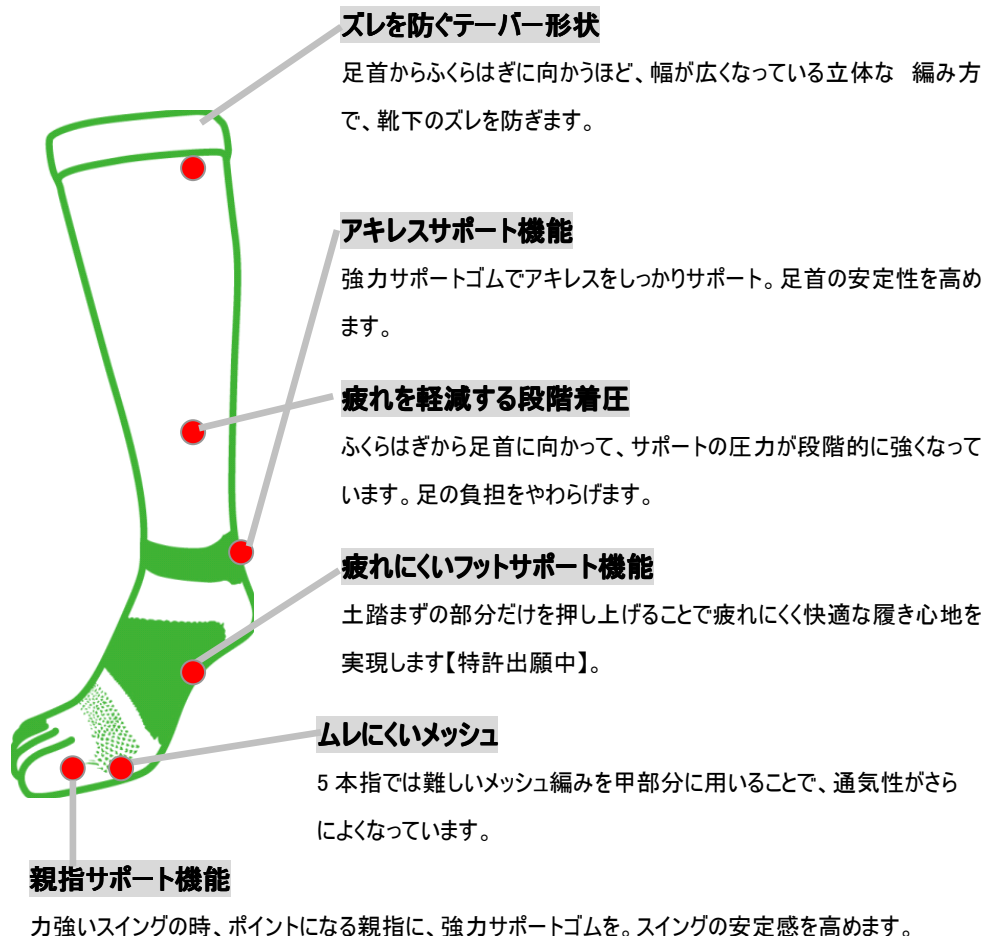 ズレを防ぐテーパー形状
足首からふくらはぎに向かうほど、幅が広くなっている立体な　編み方
で、靴下のズレを防ぎます。
アキレスサポート機能
強力サポートゴムでアキレスをしっかりサポート。足首の安定性を高め
ます。
疲れを軽減する段階着圧
ふくらはぎから足首に向かって、サポートの圧力が段階的に強くなって
います。足の負担をやわらげます。
疲れにくいフットサポート機能
土踏まずの部分だけを押し上げることで疲れにくく快適な履き心地を
実現します【特許出願中】。
ムレにくいメッシュ
5 本指では難しいメッシュ編みを甲部分に用いることで、通気性がさら
によくなっています。
親指サポート機能
力強いスイングの時、ポイントになる親指に、強力サポートゴムを。スイングの安定感を高めます。